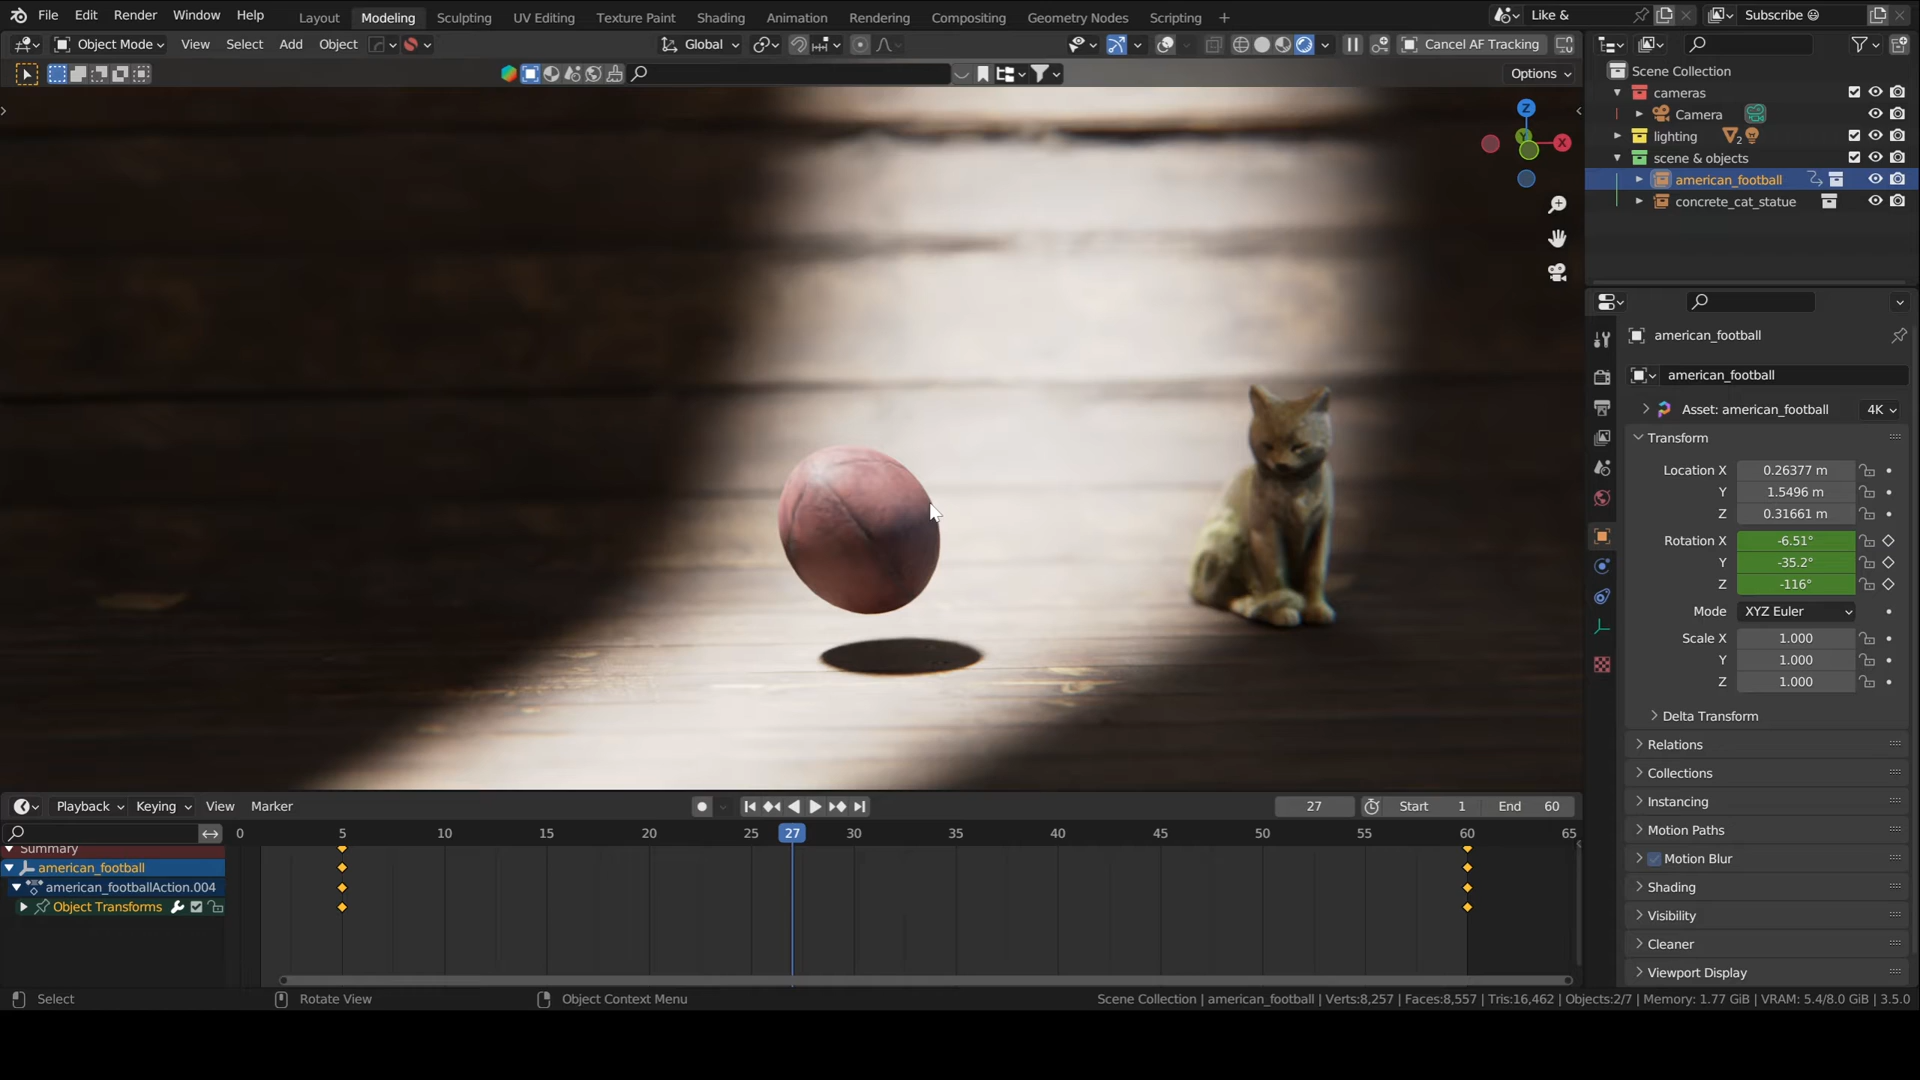 File Edit Render Window Help Layout Modeling Sculpting UV Editing Texture Paint Shading Animation Rendering Compositing Geometry Nodes Scripting + Like & Subscribe 😃
Object Mode View Select Add Object Global Cancel AF Tracking
Options
Scene Collection
cameras
Camera
lighting 2
scene & objects
american_football
concrete_cat_statue
Z
Y
X
american_football
american_football
Asset: american_football 4K
Transform
Location X 0.26377 m
Y 1.5496 m
Z 0.31661 m
Rotation X -6.51°
Y -35.2°
Z -116°
Mode XYZ Euler
Scale X 1.000
Y 1.000
Z 1.000
Delta Transform
Relations
Collections
Instancing
Motion Paths
Motion Blur
Shading
Visibility
Cleaner
Viewport Display
Playback Keying View Marker 27 Start 1 End 60
0 5 10 15 20 25 27 30 35 40 45 50 55 60 65
Summary
american_football
american_footballAction.004
Object Transforms
Select Rotate View Object Context Menu Scene Collection | american_football | Verts:8,257 | Faces:8,557 | Tris:16,462 | Objects:2/7 | Memory: 1.77 GiB | VRAM: 5.4/8.0 GiB | 3.5.0